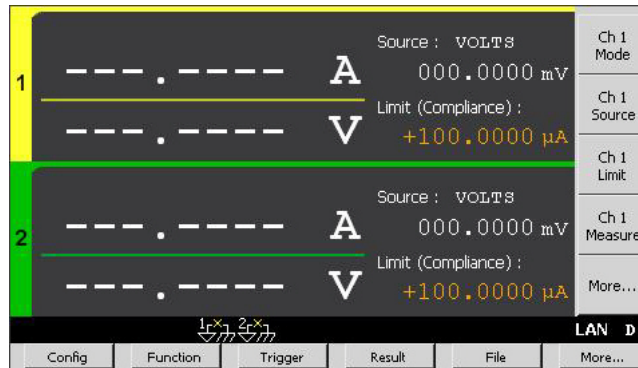 1
---.---- A
---.---- V
Source : VOLTS
000.0000 mV
Limit (Compliance) :
+100.0000 µA
2
---.---- A
---.---- V
Source : VOLTS
000.0000 mV
Limit (Compliance) :
+100.0000 µA
Ch 1
Mode
Ch 1
Source
Ch 1
Limit
Ch 1
Measure
More...
1 2
LAN D
Config Function Trigger Result File More...